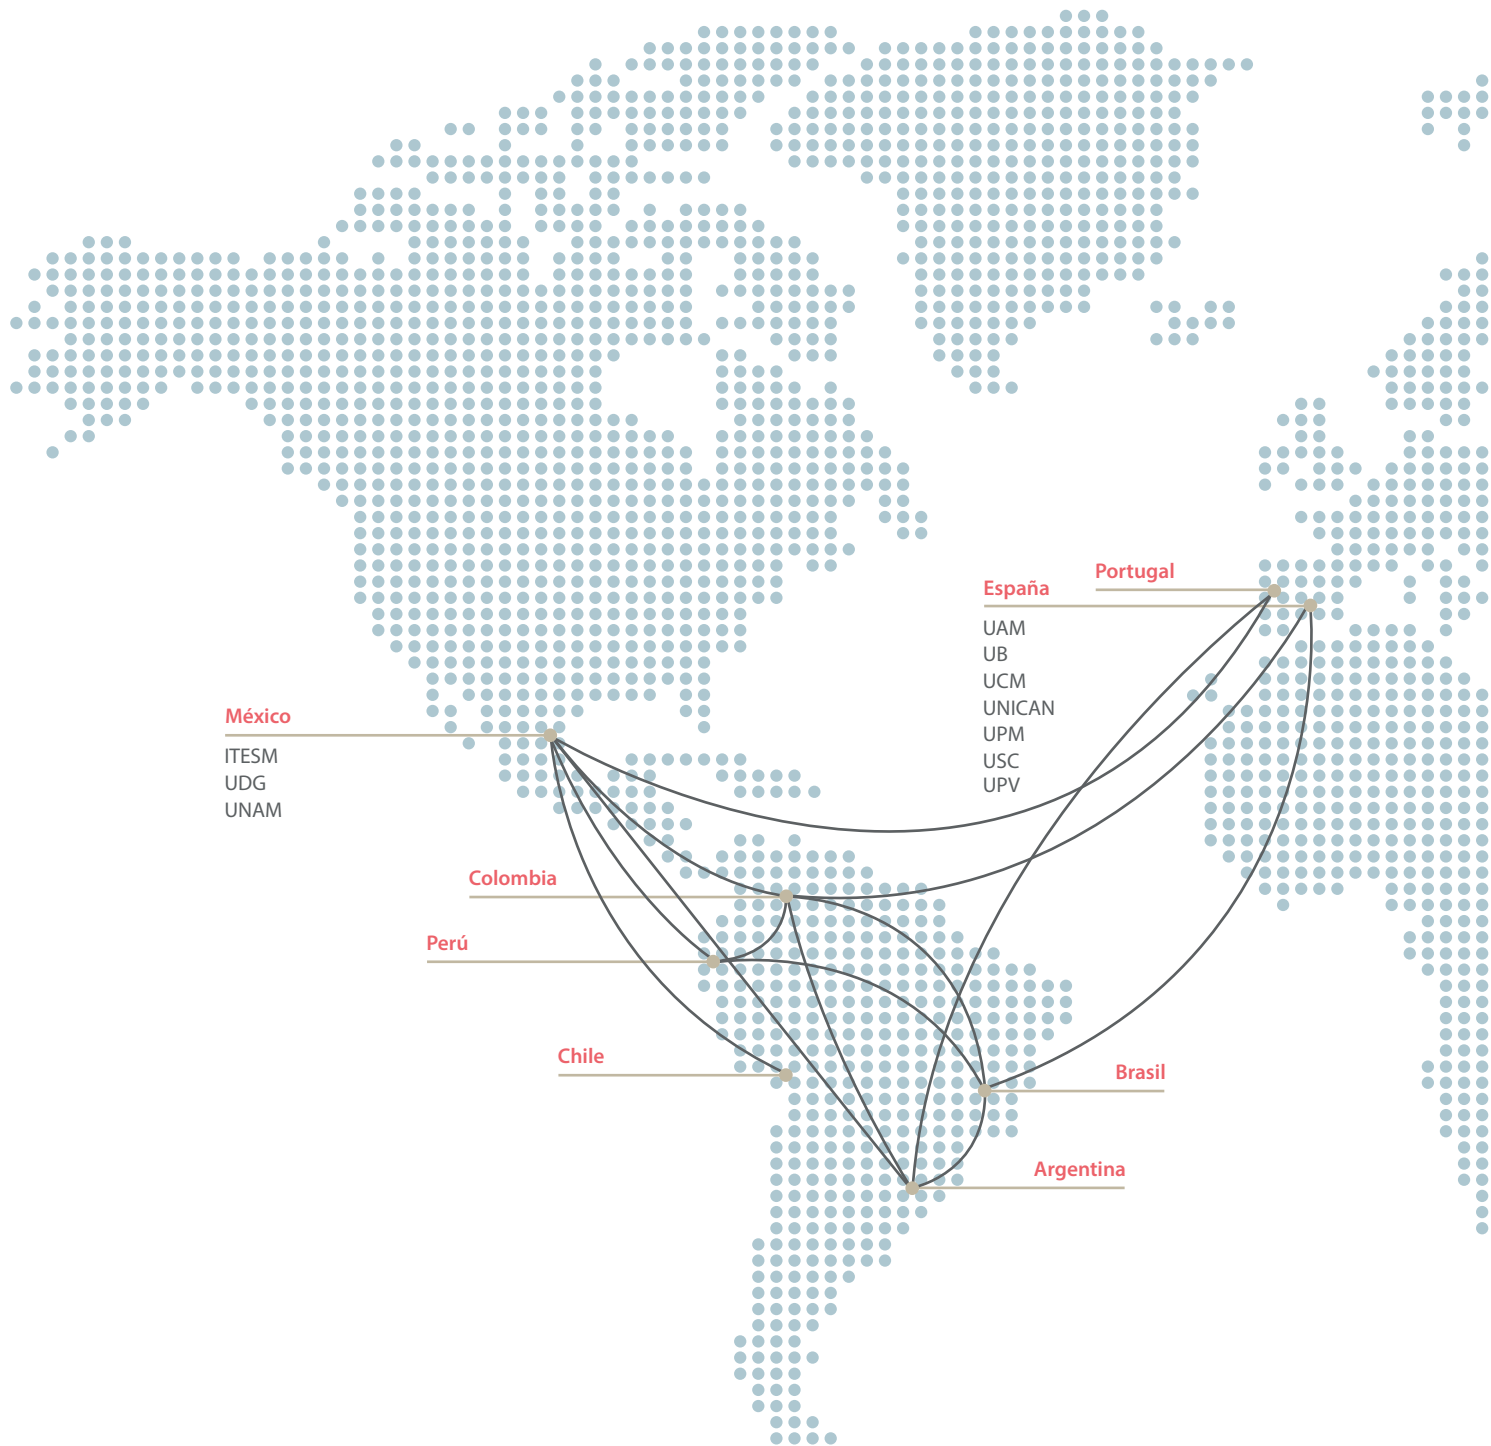 Portugal
España
UAM
UB
UCM
UNICAN
UPM
USC
UPV
México
ITESM
UDG
UNAM
Colombia
Perú
Chile
Brasil
Argentina